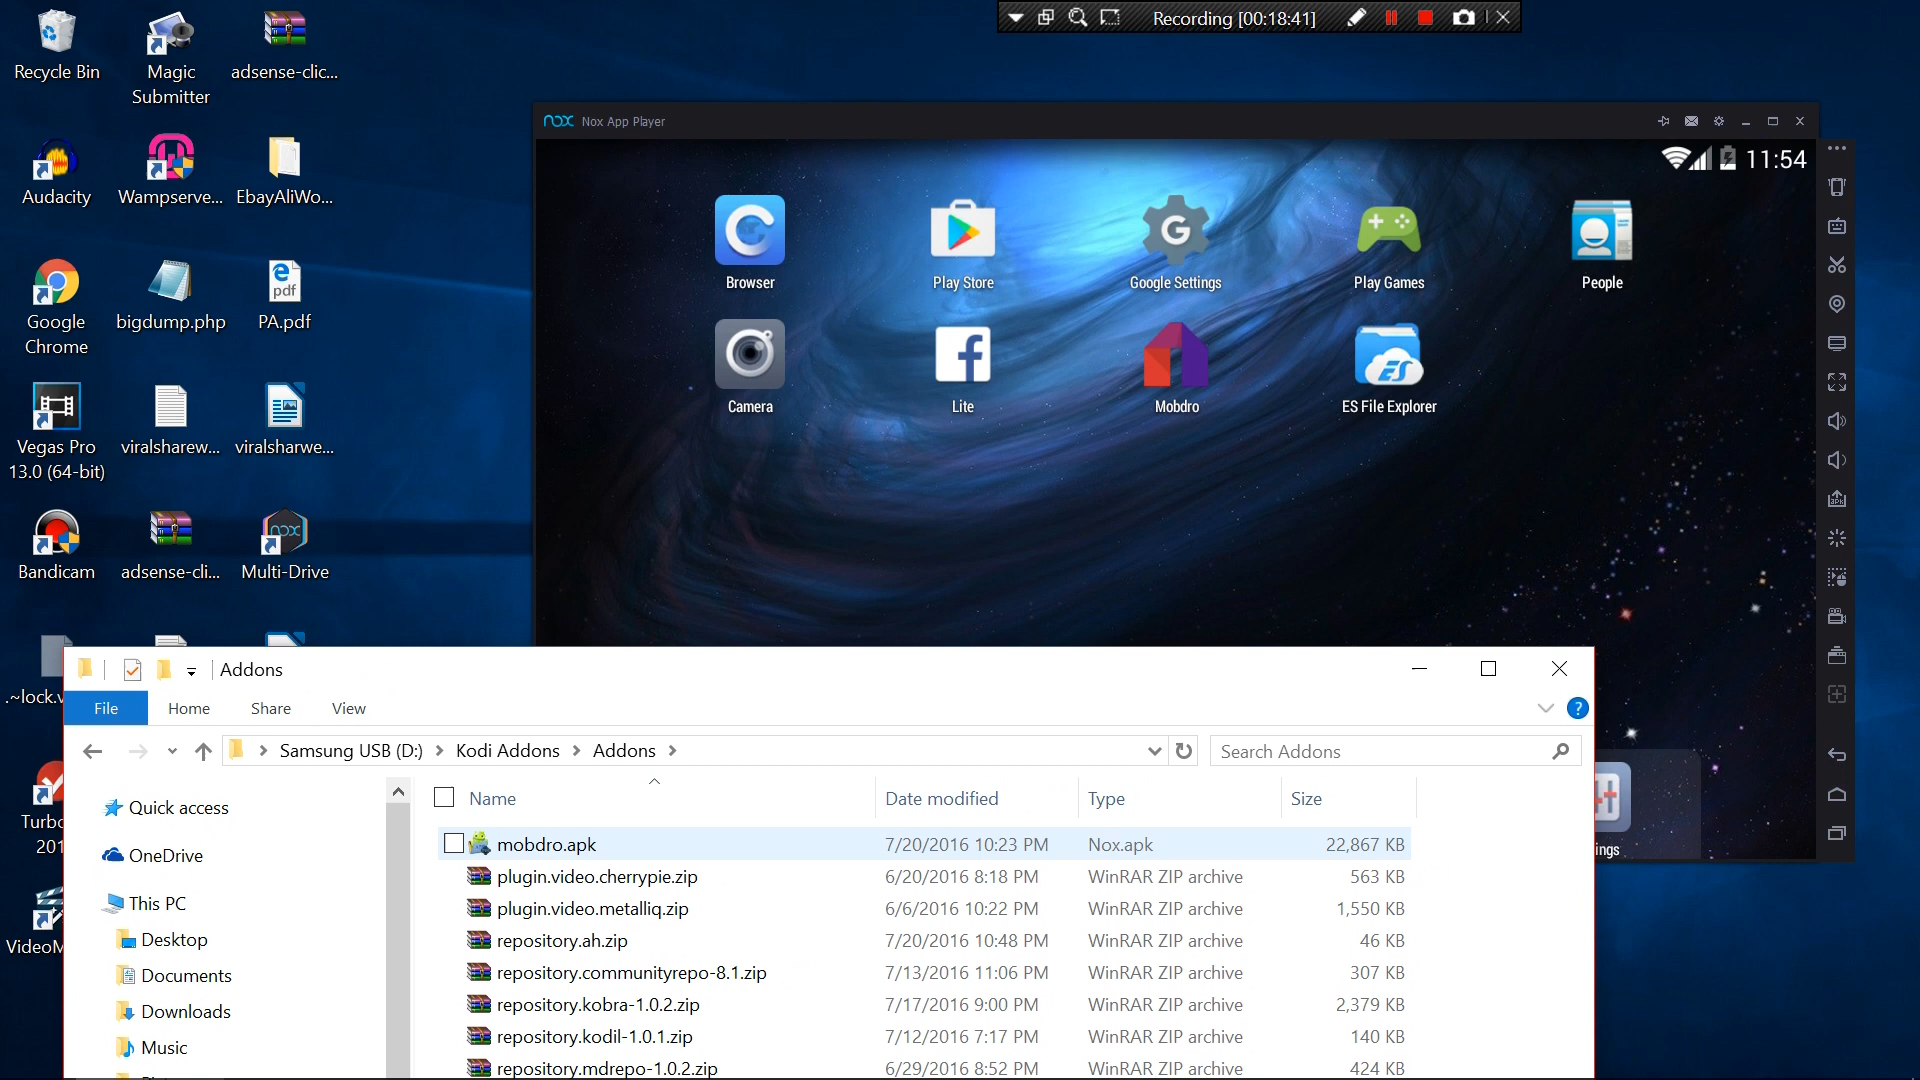 Recording [00:18:41]
Recycle Bin
Magic
Submitter
adsense-clic...
Audacity
Wampserve...
EbayAliWo...
Google
Chrome
bigdump.php
pdf
PA.pdf
Vegas Pro
13.0 (64-bit)
viralsharew...
viralsharwe...
Bandicam
adsense-cli...
nox
Multi-Drive
.~lock.v
Turbo
201
VideoM
nox Nox App Player
11:54
Browser
Play Store
G
Google Settings
Play Games
People
Camera
Lite
Mobdro
ES
ES File Explorer
ings
Addons
File
Home
Share
View
?
Samsung USB (D:) > Kodi Addons > Addons >
Search Addons
Quick access
OneDrive
This PC
Desktop
Documents
Downloads
Music
Name Date modified Type Size
mobdro.apk 7/20/2016 10:23 PM Nox.apk 22,867 KB
plugin.video.cherrypie.zip 6/20/2016 8:18 PM WinRAR ZIP archive 563 KB
plugin.video.metalliq.zip 6/6/2016 10:22 PM WinRAR ZIP archive 1,550 KB
repository.ah.zip 7/20/2016 10:48 PM WinRAR ZIP archive 46 KB
repository.communityrepo-8.1.zip 7/13/2016 11:06 PM WinRAR ZIP archive 307 KB
repository.kobra-1.0.2.zip 7/17/2016 9:00 PM WinRAR ZIP archive 2,379 KB
repository.kodil-1.0.1.zip 7/12/2016 7:17 PM WinRAR ZIP archive 140 KB
repository.mdrepo-1.0.2.zip 6/29/2016 8:52 PM WinRAR ZIP archive 424 KB